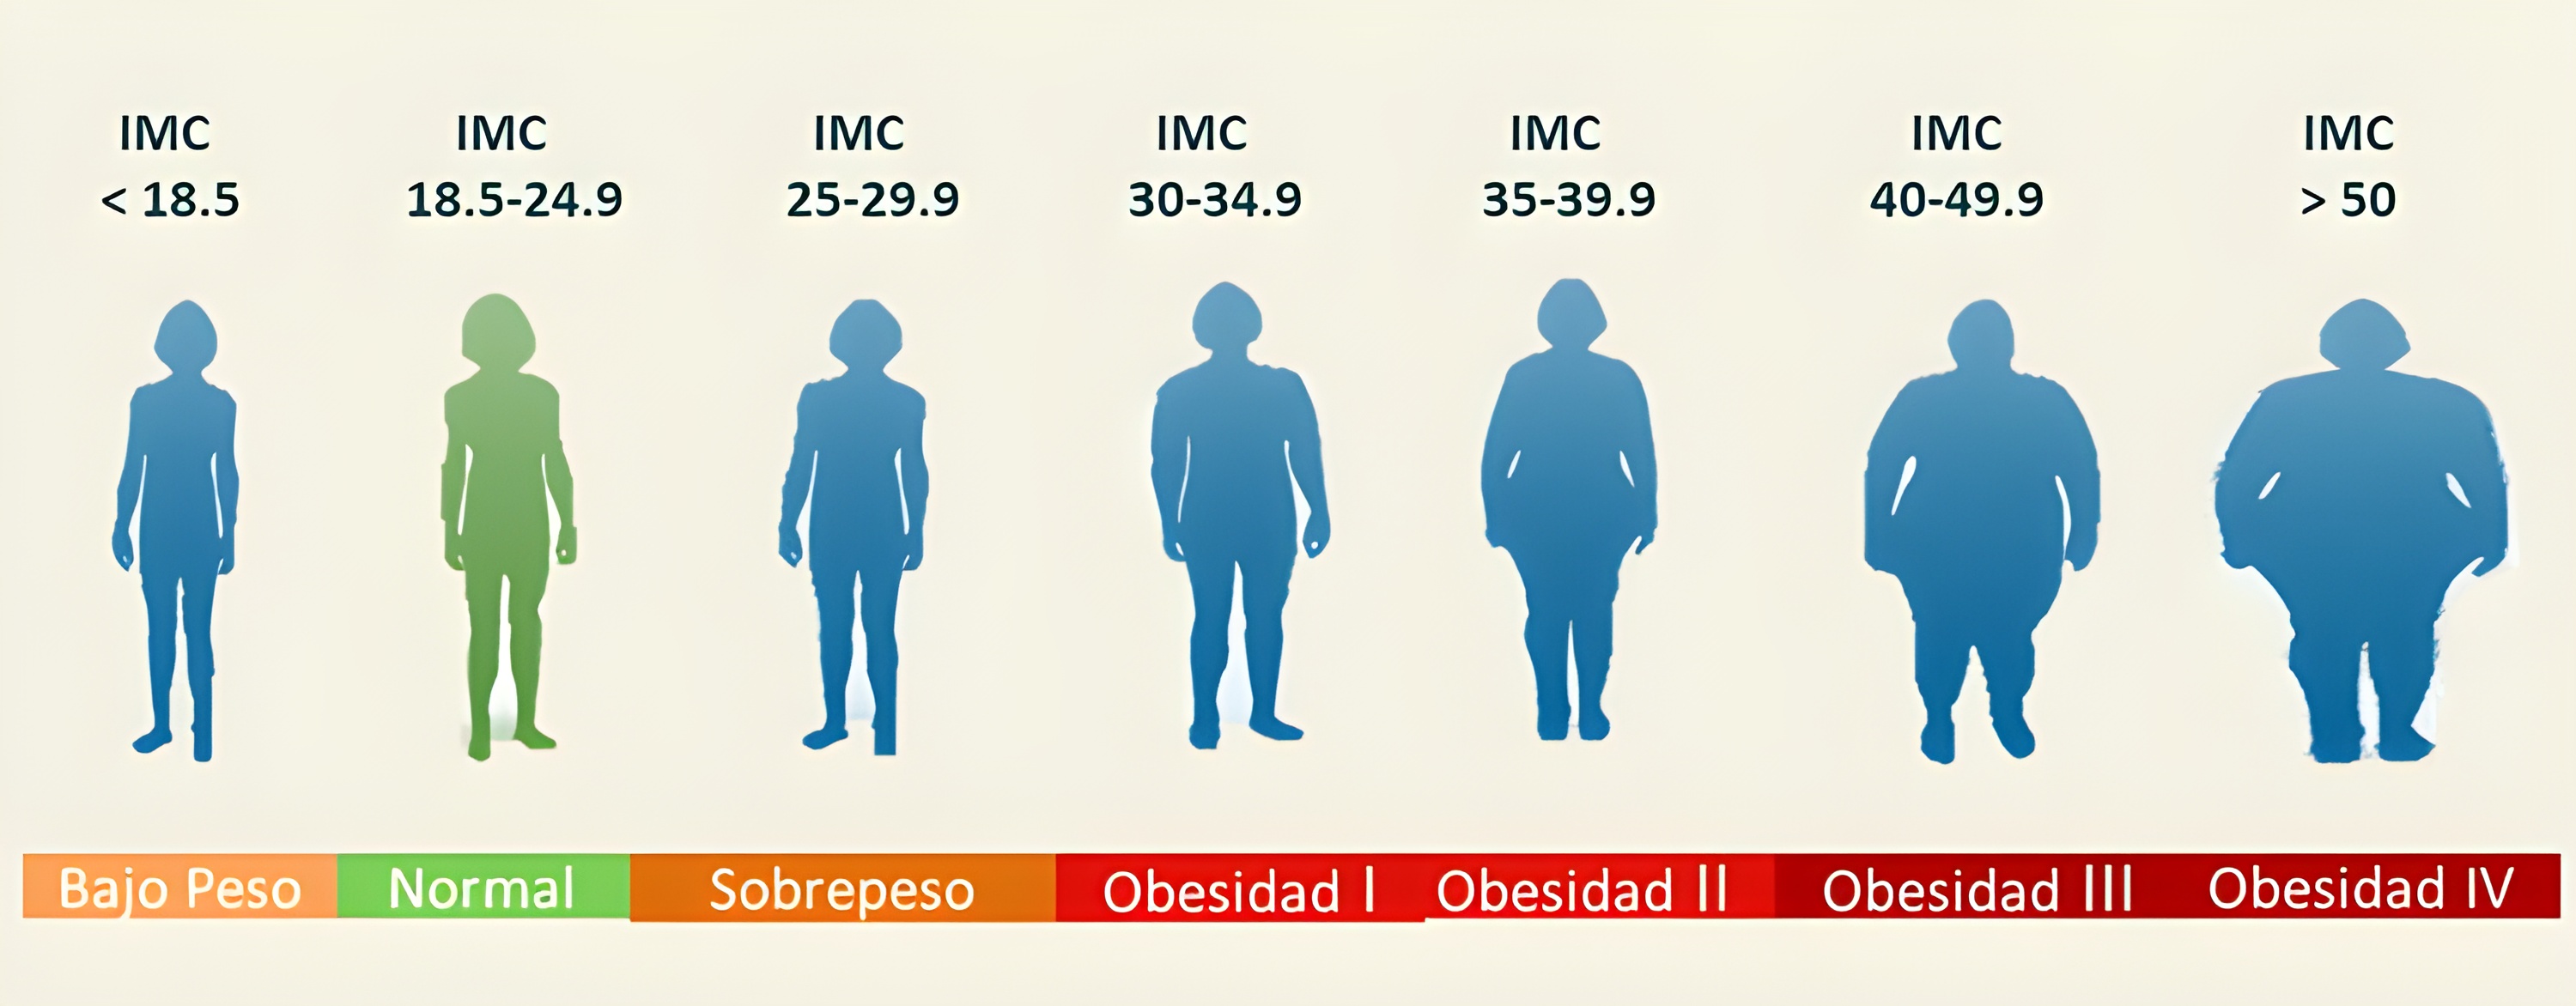 IMC
< 18.5
IMC
18.5-24.9
IMC
25-29.9
IMC
30-34.9
IMC
35-39.9
IMC
40-49.9
IMC
> 50
Bajo Peso
Normal
Sobrepeso
Obesidad I
Obesidad II
Obesidad III
Obesidad IV